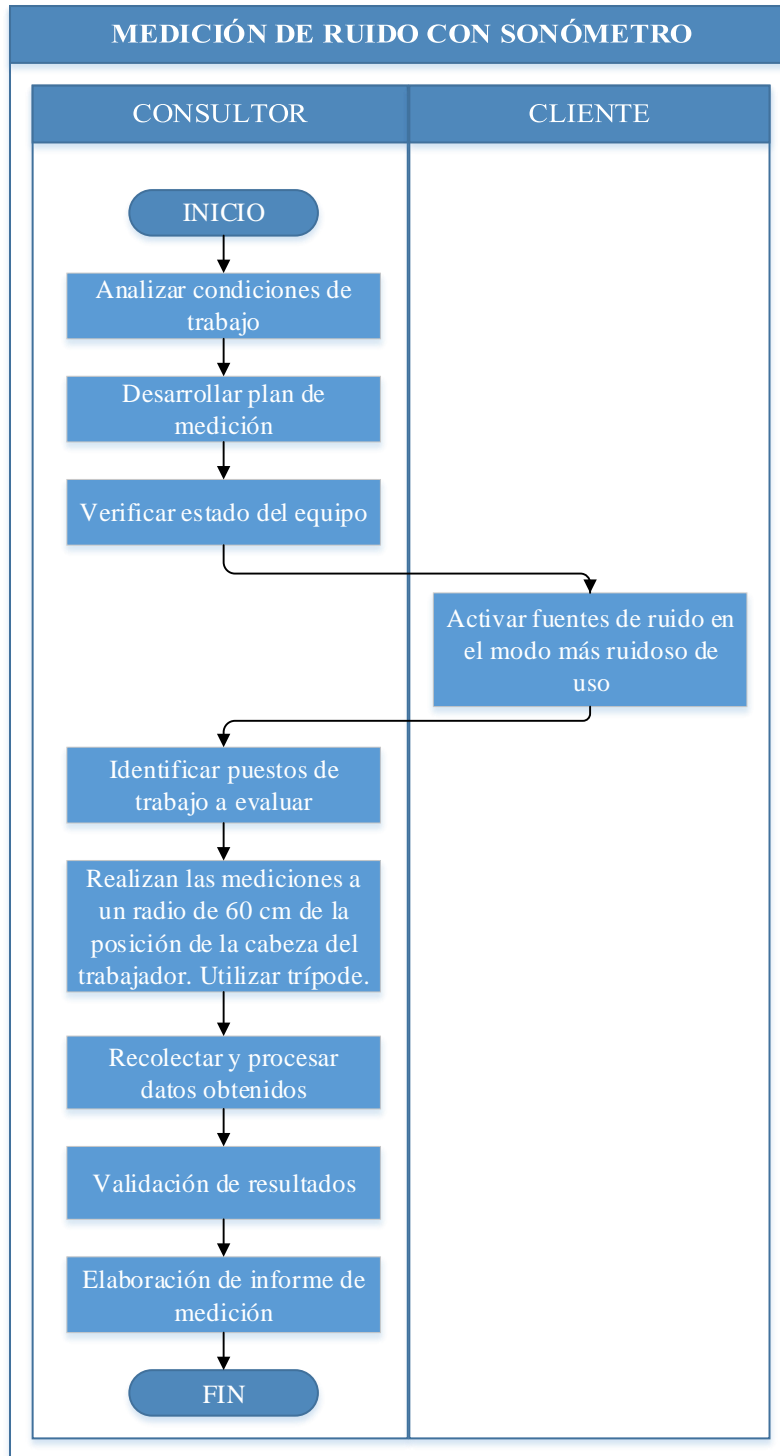 MEDICIÓN DE RUIDO CON SONÓMETRO
CONSULTOR
CLIENTE
INICIO
Analizar condiciones de
trabajo
Desarrollar plan de
medición
Verificar estado del equipo
Activar fuentes de ruido en
el modo más ruidoso de
uso
Identificar puestos de
trabajo a evaluar
Realizan las mediciones a
un radio de 60 cm de la
posición de la cabeza del
trabajador. Utilizar trípode.
Recolectar y procesar
datos obtenidos
Validación de resultados
Elaboración de informe de
medición
FIN